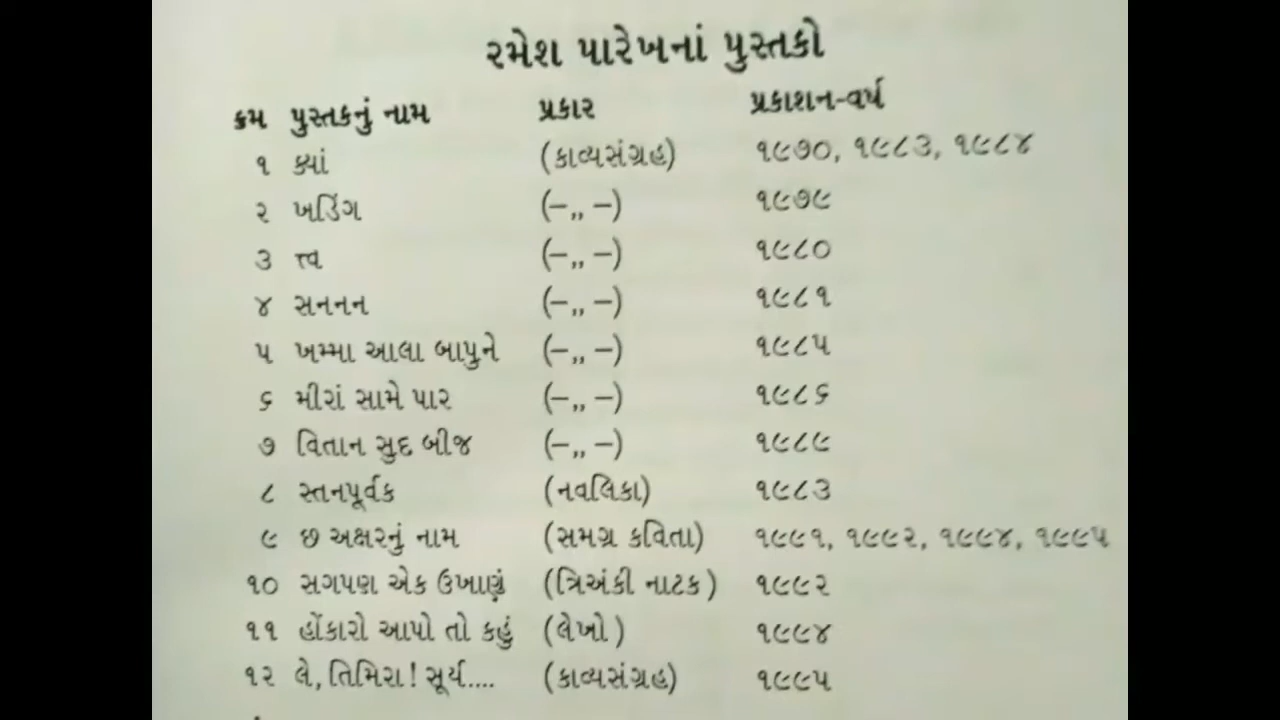 રમેશ પારેખનાં પુસ્તકો
ક્રમ પુસ્તકનું નામ પ્રકાર પ્રકાશન-વર્ષ
૧ ક્યાં (કાવ્યસંગ્રહ) ૧૯૭૦, ૧૯૮૩, ૧૯૮૪
૨ ખડિંગ (–,,–) ૧૯૭૯
૩ ત્વ (–,,–) ૧૯૮૦
૪ સનનન (–,,–) ૧૯૮૧
૫ ખમ્મા આલા બાપુને (–,,–) ૧૯૮૫
૬ મીરાં સામે પાર (–,,–) ૧૯૮૬
૭ વિતાન સુદ બીજ (–,,–) ૧૯૮૯
૮ સ્તનપૂર્વક (નવલિકા) ૧૯૮૩
૯ છ અક્ષરનું નામ (સમગ્ર કવિતા) ૧૯૯૧, ૧૯૯૨, ૧૯૯૪, ૧૯૯૫
૧૦ સગપણ એક ઉખાણું (ત્રિઅંકી નાટક) ૧૯૯૨
૧૧ હોંકારો આપો તો કહું (લેખો) ૧૯૯૪
૧૨ લે, તિમિરા! સૂર્ય.... (કાવ્યસંગ્રહ) ૧૯૯૫